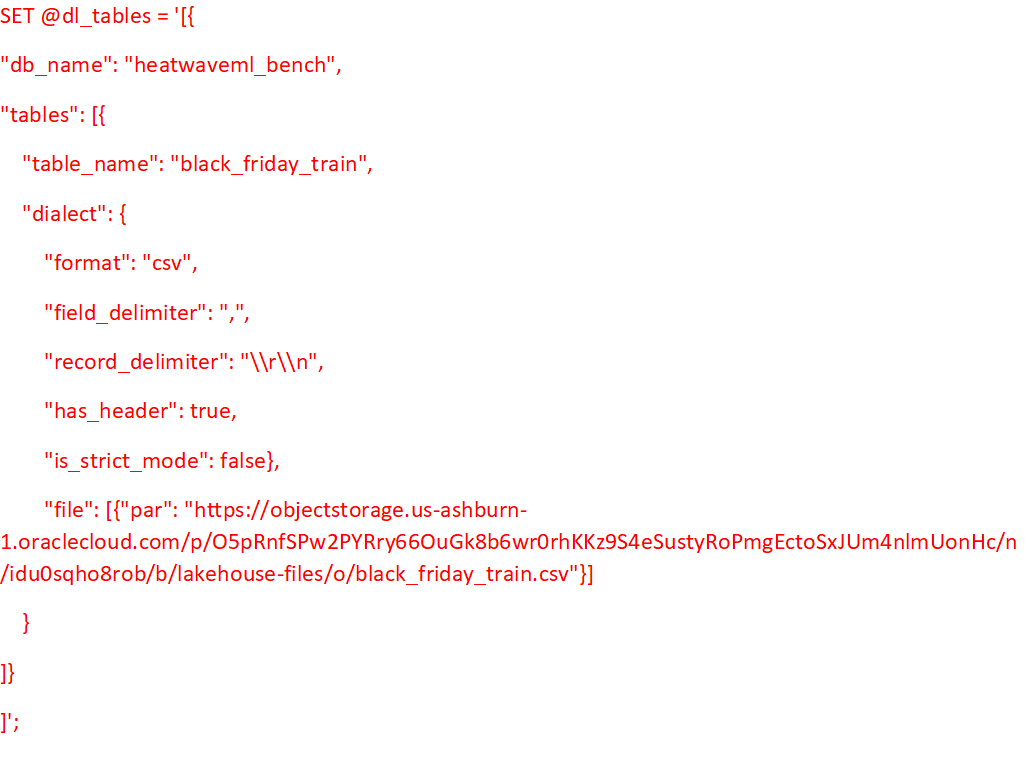 SET @dl_tables = '[{
"db_name": "heatwaveml_bench",
"tables": [{
"table_name": "black_friday_train",
"dialect": {
"format": "csv",
"field_delimiter": ",",
"record_delimiter": "\\r\\n",
"has_header": true,
"is_strict_mode": false},
"file": [{"par": "https://objectstorage.us-ashburn-
1.oraclecloud.com/p/O5pRnfSPw2PYRry66OuGk8b6wr0rhKKz9S4eSustyRoPmgEctoSxJUm4nlmUonHc/n
/idu0sqho8rob/b/lakehouse-files/o/black_friday_train.csv"}]
}
]}
]';